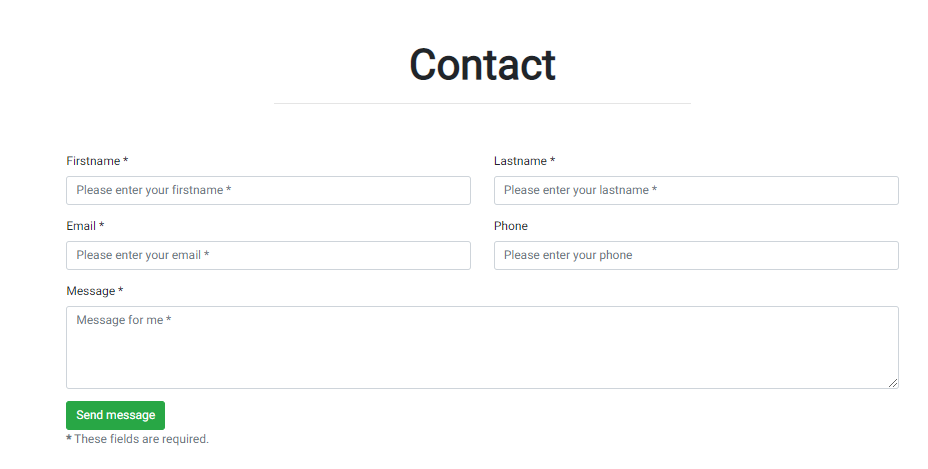 Contact
Firstname * Lastname *
Please enter your firstname * Please enter your lastname *
Email * Phone
Please enter your email * Please enter your phone
Message *
Message for me *
Send message
* These fields are required.